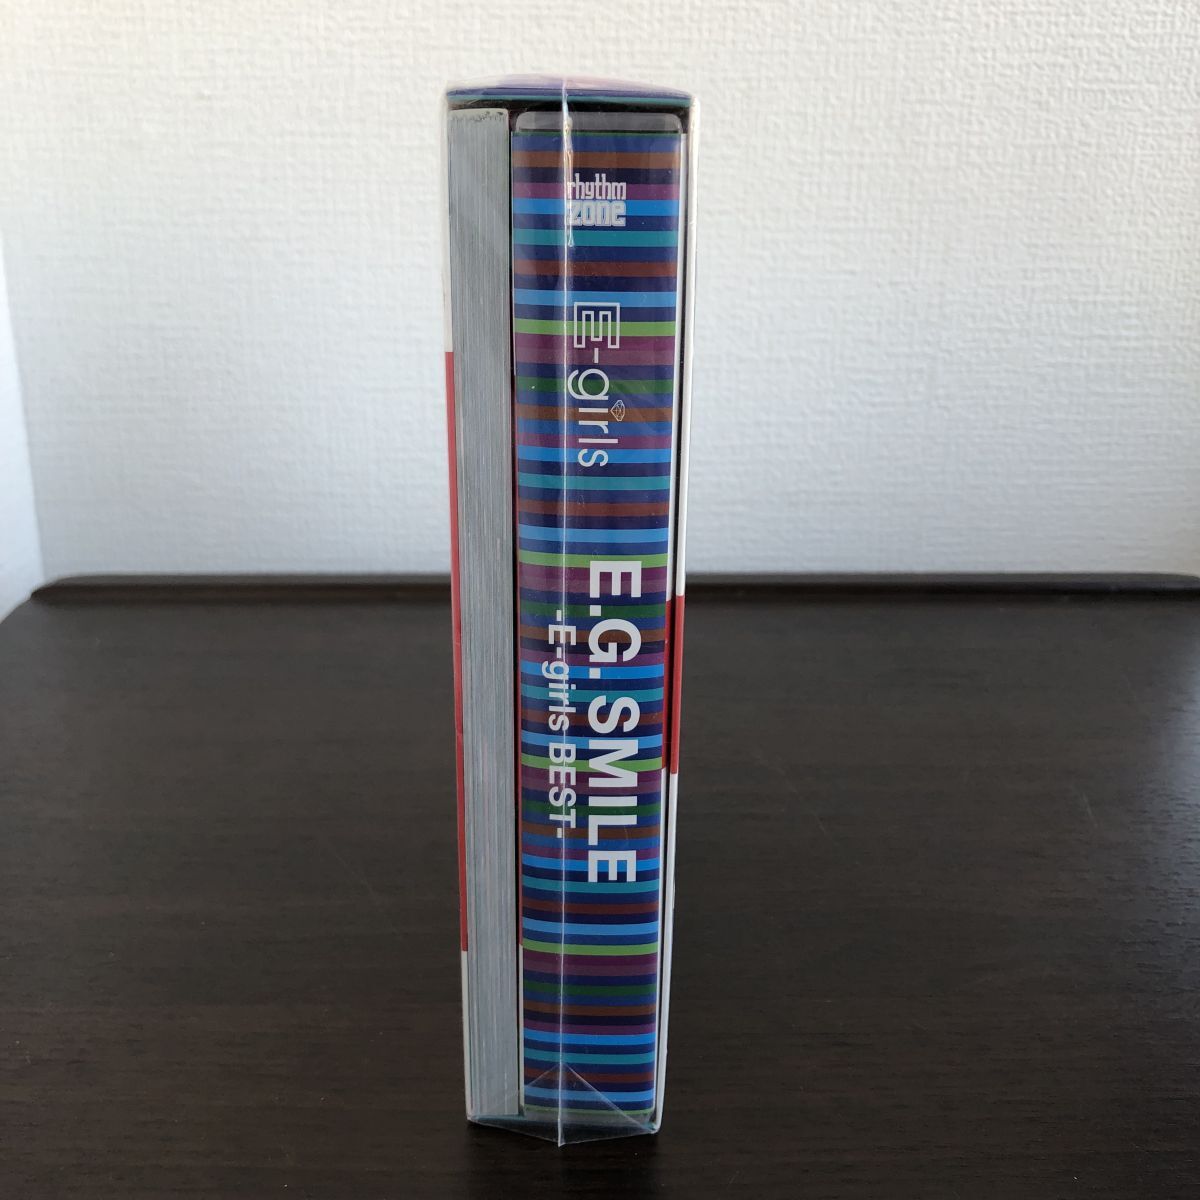 rhythm
zone
E-girls
E.G. SMILE
-E-girls BEST-